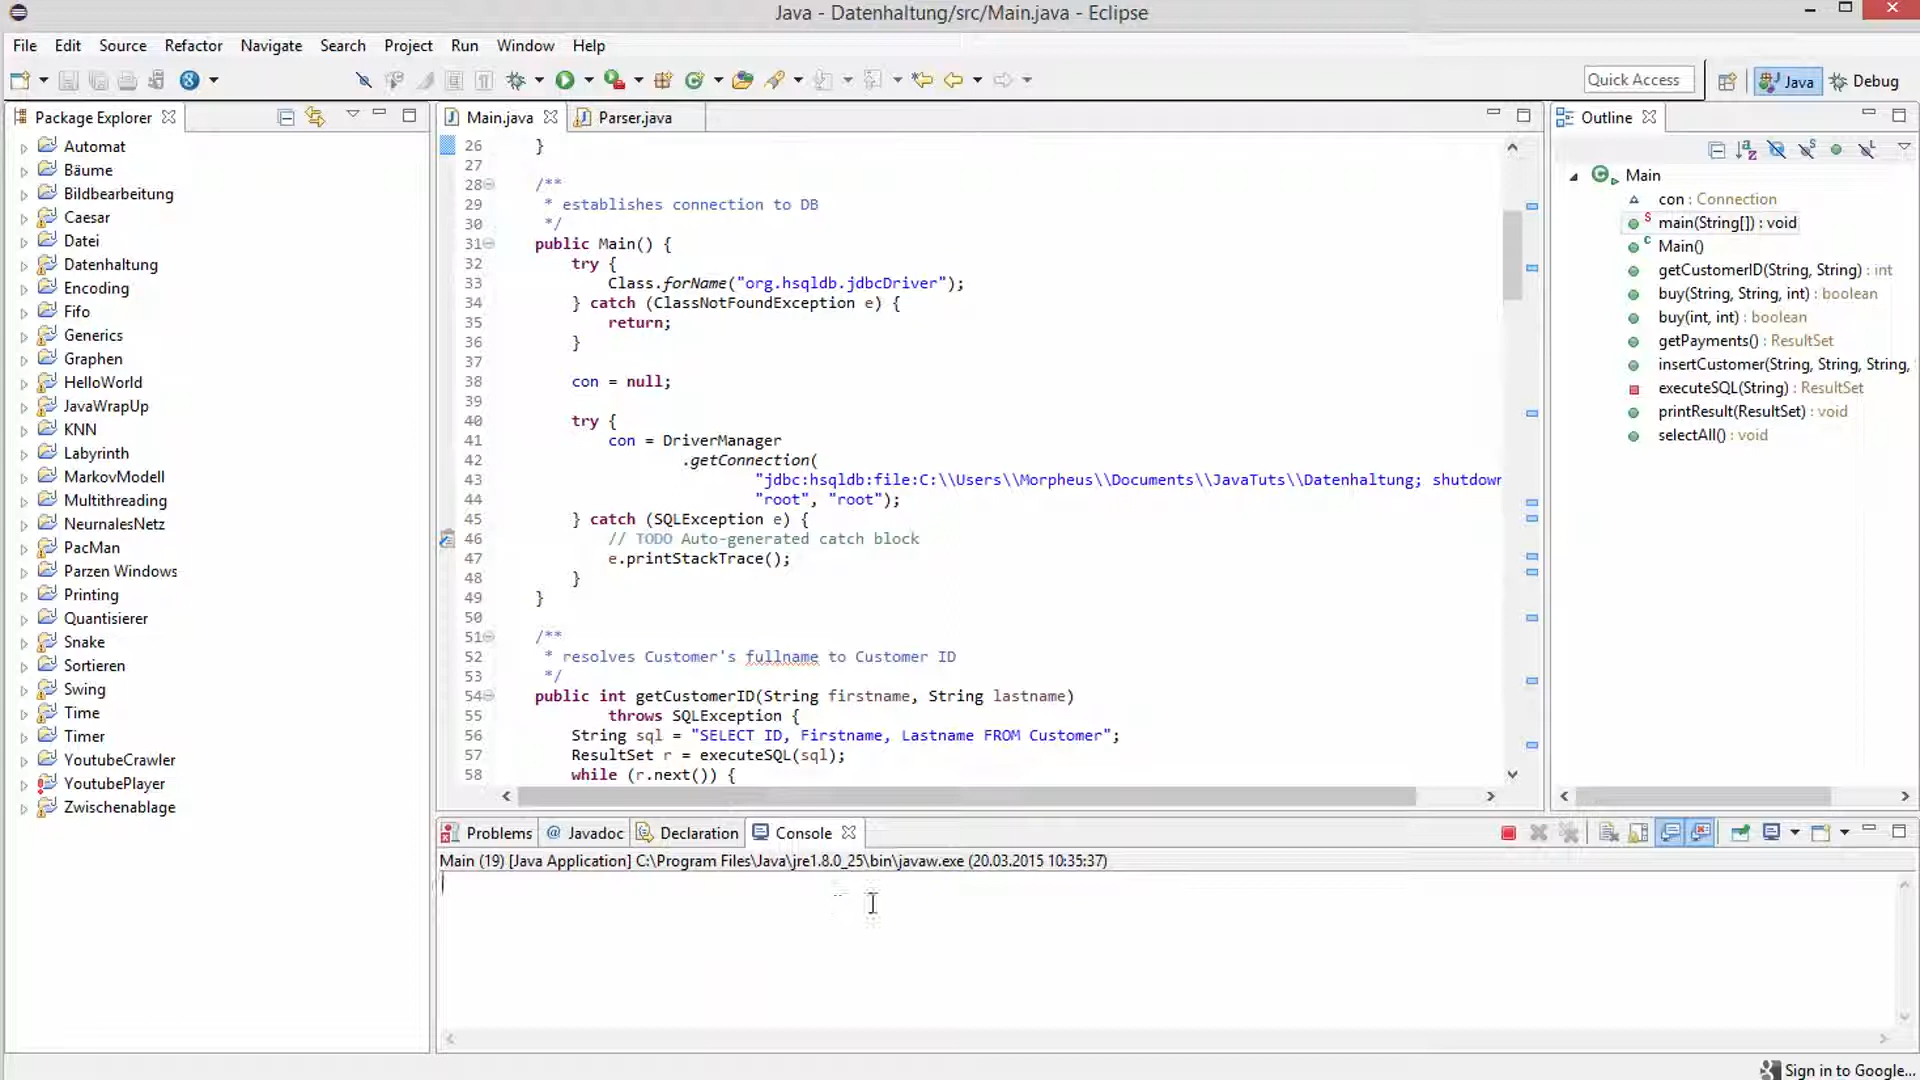 Java - Datenhaltung/src/Main.java - Eclipse
File Edit Source Refactor Navigate Search Project Run Window Help
Quick Access Java Debug
Package Explorer
Automat
Bäume
Bildbearbeitung
Caesar
Datei
Datenhaltung
Encoding
Fifo
Generics
Graphen
HelloWorld
JavaWrapUp
KNN
Labyrinth
MarkovModell
Multithreading
NeurnalesNetz
PacMan
Parzen Windows
Printing
Quantisierer
Snake
Sortieren
Swing
Time
Timer
YoutubeCrawler
YoutubePlayer
Zwischenablage
Main.java Parser.java
26 }
27
28 /**
29 * establishes connection to DB
30 */
31 public Main() {
32 try {
33 Class.forName("org.hsqldb.jdbcDriver");
34 } catch (ClassNotFoundException e) {
35 return;
36 }
37
38 con = null;
39
40 try {
41 con = DriverManager
42 .getConnection(
43 "jdbc:hsqldb:file:C:\\Users\\Morpheus\\Documents\\JavaTuts\\Datenhaltung; shutdown
44 "root", "root");
45 } catch (SQLException e) {
46 // TODO Auto-generated catch block
47 e.printStackTrace();
48 }
49 }
50
51 /**
52 * resolves Customer's fullname to Customer ID
53 */
54 public int getCustomerID(String firstname, String lastname)
55 throws SQLException {
56 String sql = "SELECT ID, Firstname, Lastname FROM Customer";
57 ResultSet r = executeSQL(sql);
58 while (r.next()) {
Outline
Main
con : Connection
main(String[]) : void
Main()
getCustomerID(String, String) : int
buy(String, String, int) : boolean
buy(int, int) : boolean
getPayments() : ResultSet
insertCustomer(String, String, String,
executeSQL(String) : ResultSet
printResult(ResultSet) : void
selectAll() : void
Problems @ Javadoc Declaration Console
Main (19) [Java Application] C:\Program Files\Java\jre1.8.0_25\bin\javaw.exe (20.03.2015 10:35:37)
Sign in to Google...